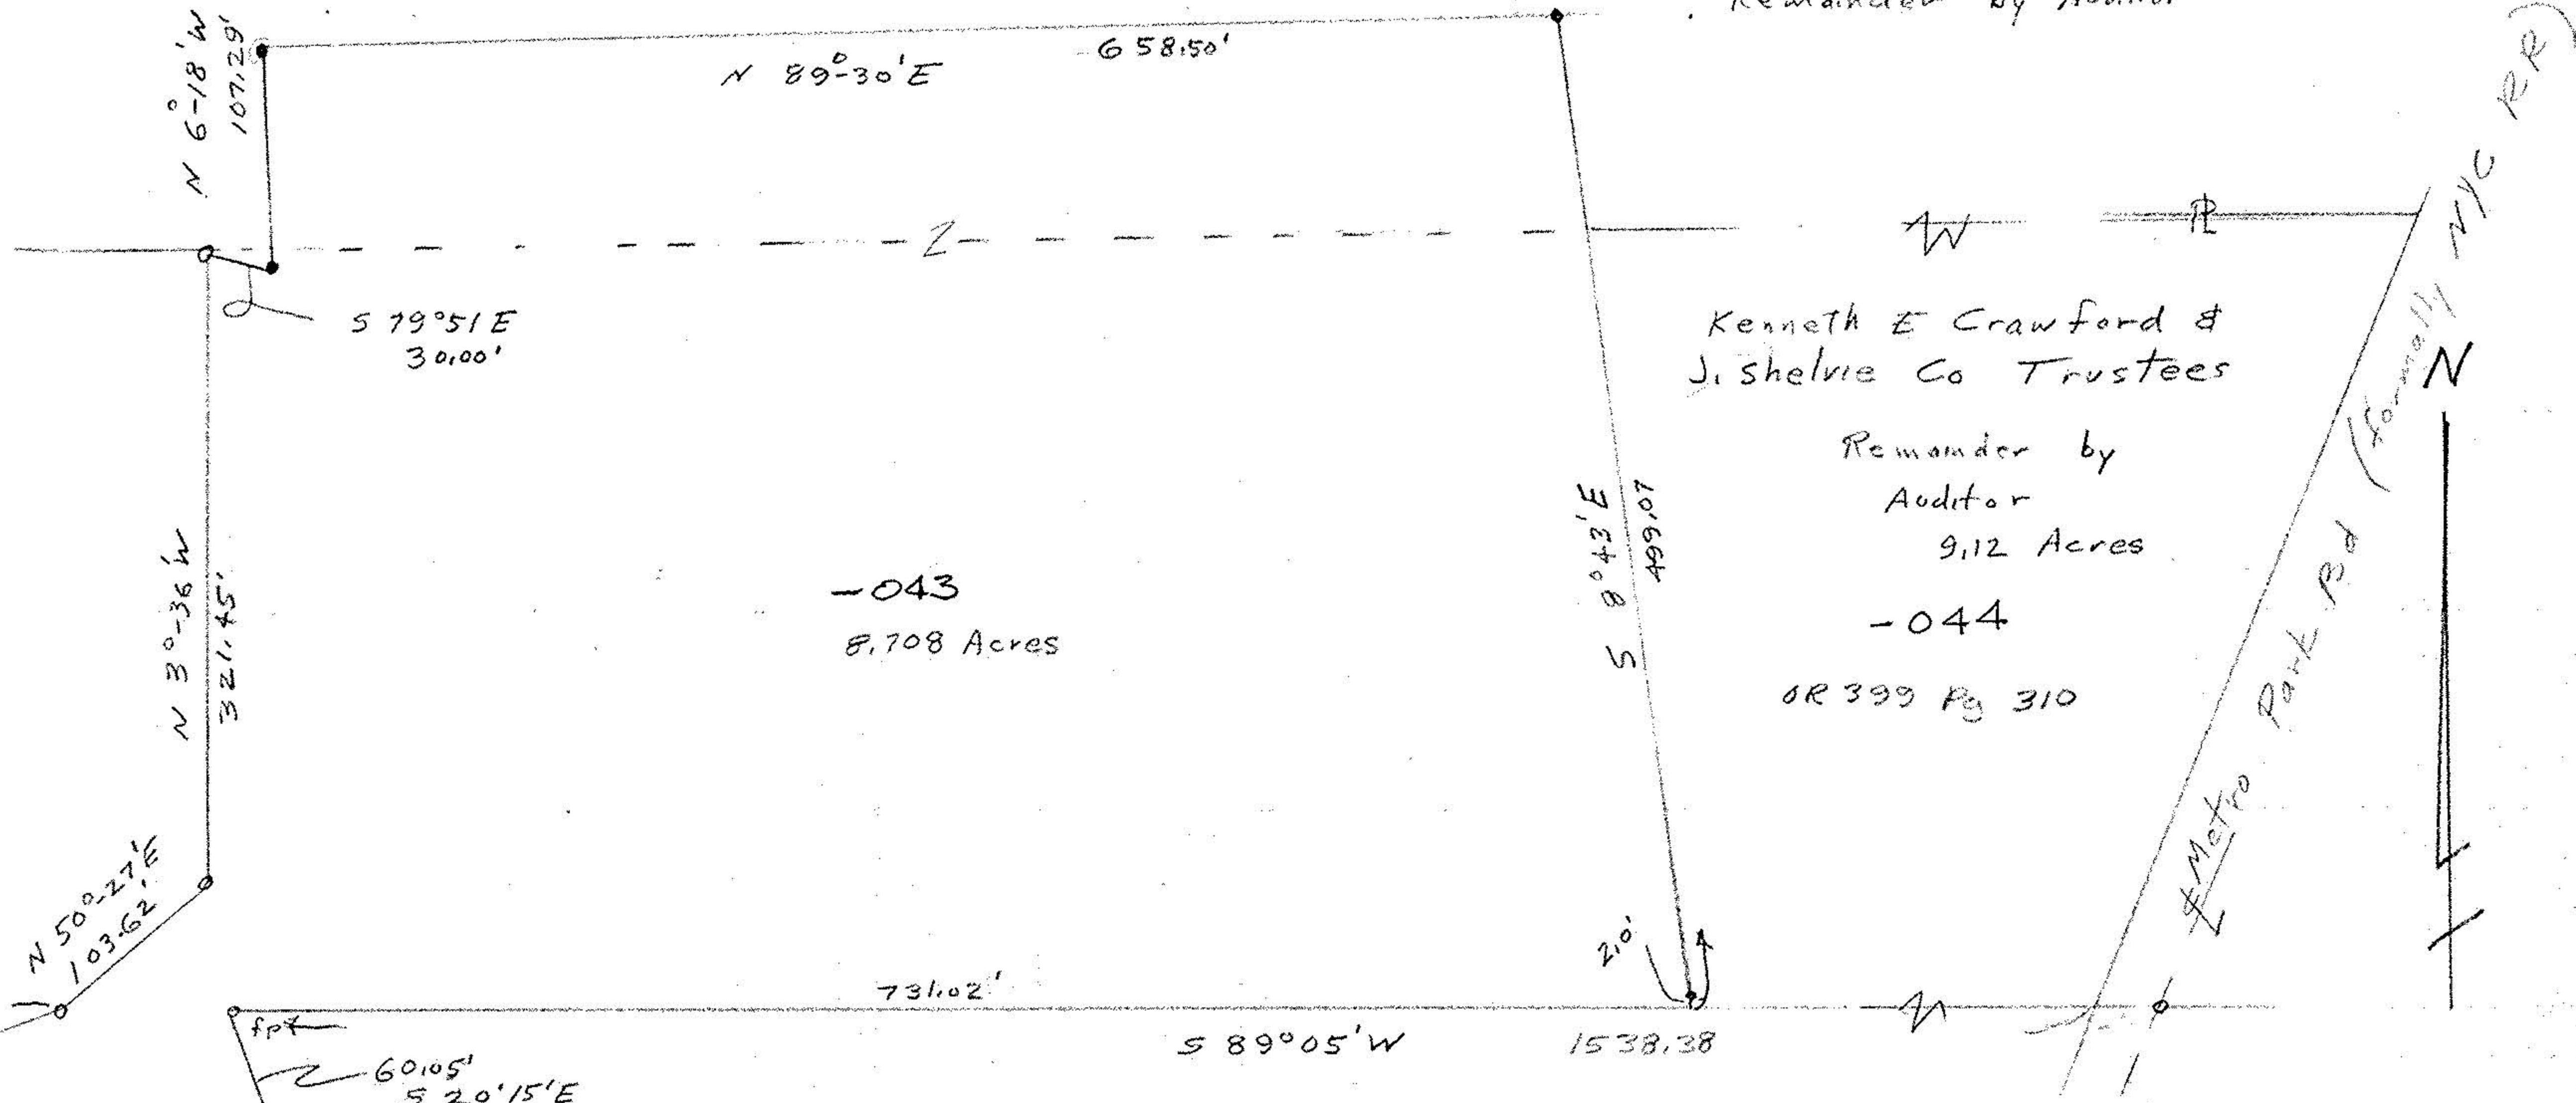 Remainder by Auditor
N 6°-18'W
107.29'
N 89°-30'E
658.50'
Z
PL
S 79°51 E
30.00'
Kenneth E Crawford &
J. Shelvie Co Trustees
Remainder by
Auditor
9.12 Acres
-044
OR 399 Pg 310
N
℄ Metro Park Rd (formally NYC RR)
S 8°43'E
499.07
N 3°-36'W
321.45'
-043
8.708 Acres
N 50°-27'E
103.62'
731.02'
2.0'
fpt
S 89°05'W
1538.38
60.05'
S 20'15'E